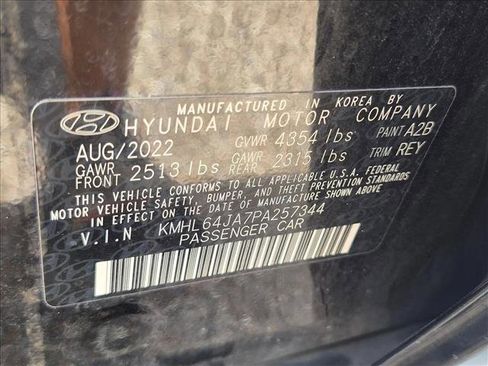 MANUFACTURED IN KOREA BY
HYUNDAI MOTOR COMPANY
AUG/2022 GVWR 4354 lbs PAINT A2B
GAWR FRONT 2513 lbs GAWR REAR 2315 lbs TRIM REY
THIS VEHICLE CONFORMS TO ALL APPLICABLE U.S.A. FEDERAL
MOTOR VEHICLE SAFETY, BUMPER, AND THEFT PREVENTION STANDARDS
IN EFFECT ON THE DATE OF MANUFACTURE SHOWN ABOVE.
V.I.N KMHL64JA7PA257344
PASSENGER CAR